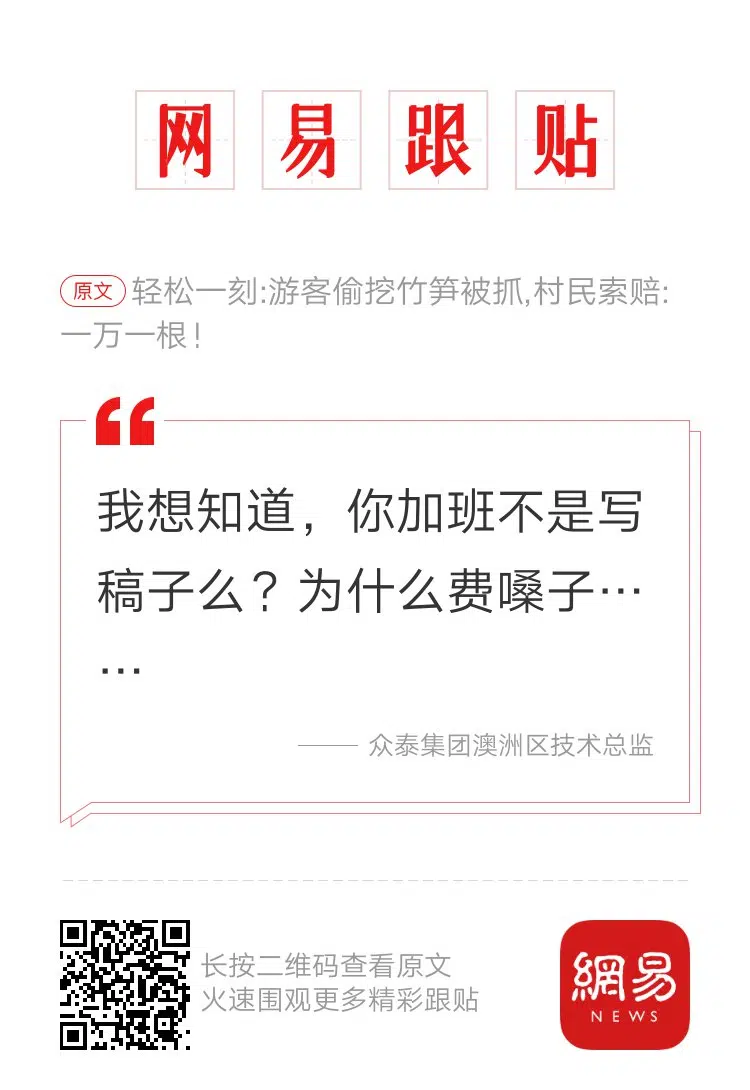 网易跟贴
原文 轻松一刻:游客偷挖竹笋被抓,村民索赔:
一万一根!
我想知道，你加班不是写
稿子么？为什么费嗓子…
…
—— 众泰集团澳洲区技术总监
长按二维码查看原文
火速围观更多精彩跟贴
網易
NEWS